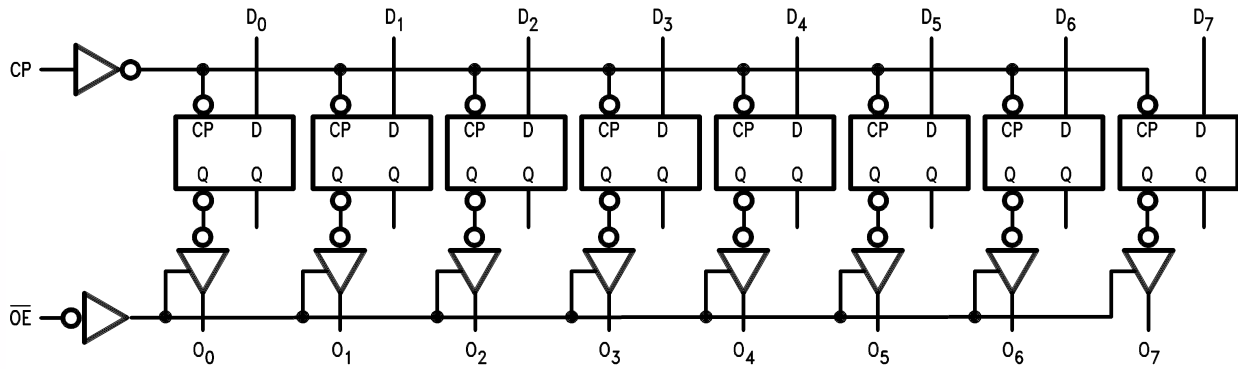 D0 D1 D2 D3 D4 D5 D6 D7
CP
CP D CP D CP D CP D CP D CP D CP D CP D
Q Q Q Q Q Q Q Q Q Q Q Q Q Q Q Q
O̅E̅
O0 O1 O2 O3 O4 O5 O6 O7